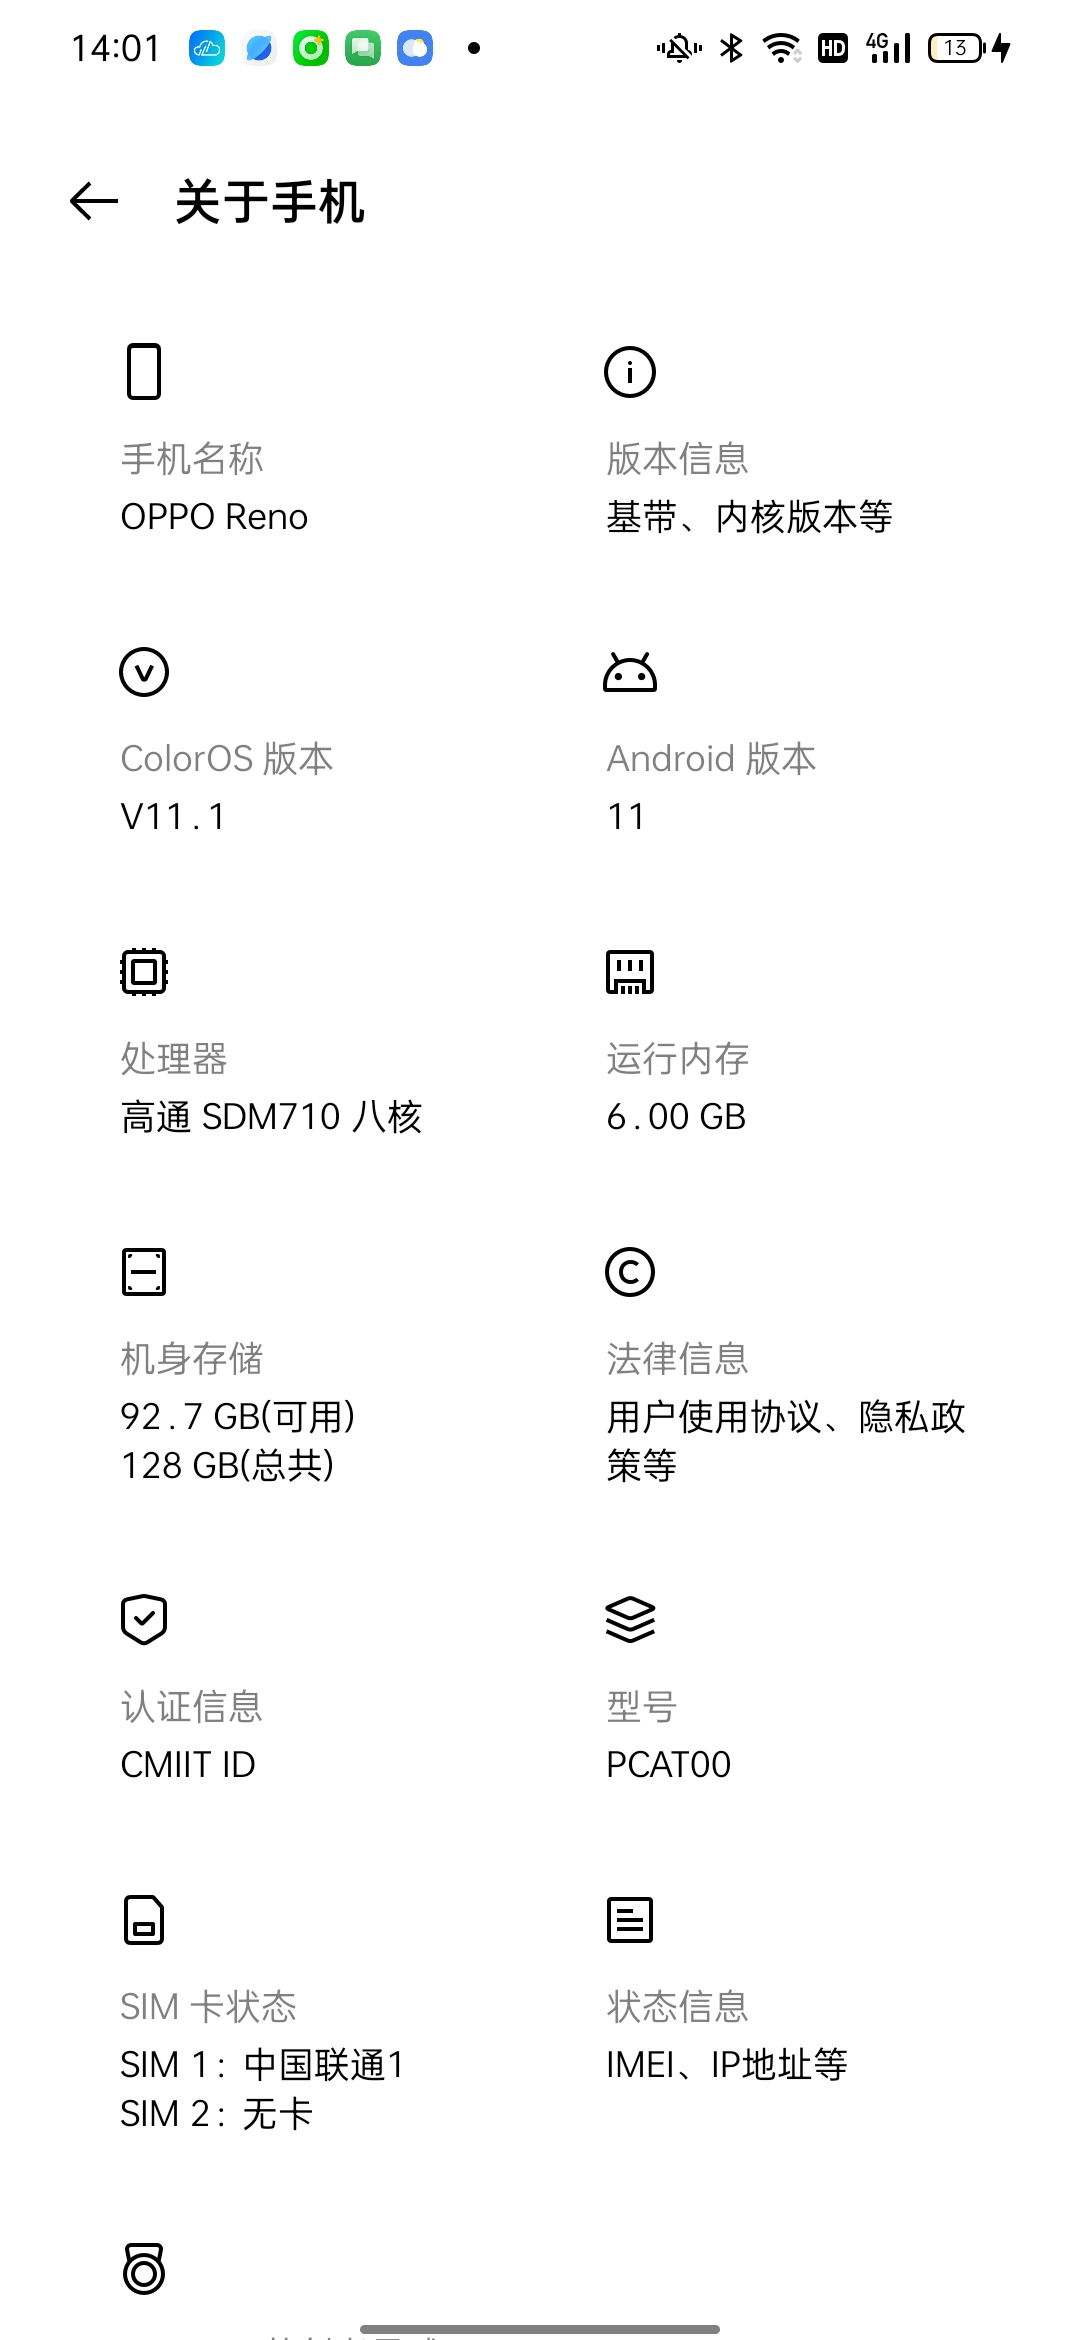 14:01
HD
4G
13
关于手机
手机名称
OPPO Reno
版本信息
基带、内核版本等
ColorOS 版本
V11.1
Android 版本
11
处理器
高通 SDM710 八核
运行内存
6.00 GB
机身存储
92.7 GB(可用)
128 GB(总共)
法律信息
用户使用协议、隐私政
策等
认证信息
CMIIT ID
型号
PCAT00
SIM 卡状态
SIM 1: 中国联通1
SIM 2: 无卡
状态信息
IMEI、IP地址等